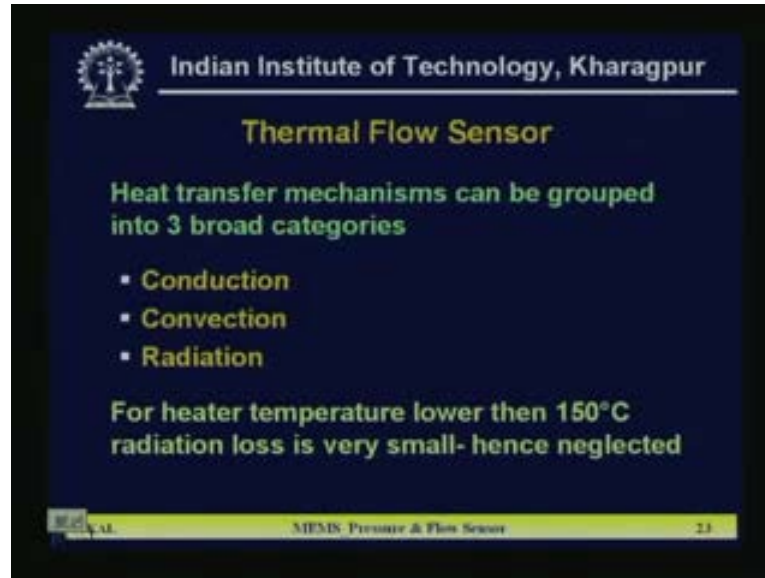 Indian Institute of Technology, Kharagpur
Thermal Flow Sensor
Heat transfer mechanisms can be grouped
into 3 broad categories
▪ Conduction
▪ Convection
▪ Radiation
For heater temperature lower then 150°C
radiation loss is very small- hence neglected
MEMS Pressure & Flow Sensor 23